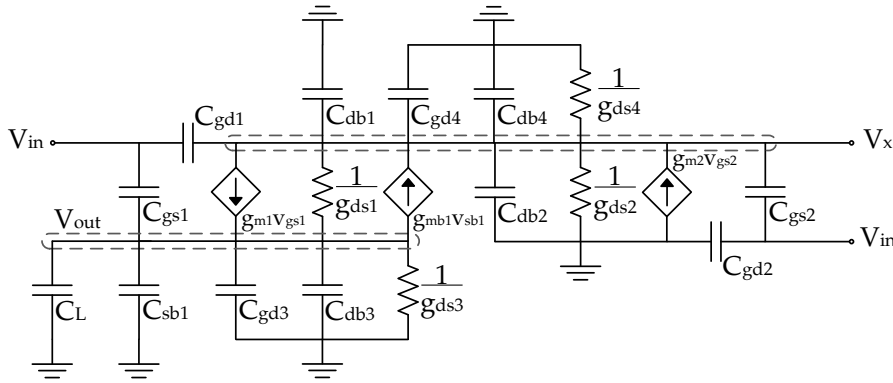 Vin
Cgd1
Cdb1
Cgd4
Cdb4
1
gds4
Vx
Cgs1
gm1vgs1
1
gds1
gmb1vsb1
Cdb2
1
gds2
gm2vgs2
Cgs2
Vout
Vin
Cgd2
CL
Csb1
Cgd3
Cdb3
1
gds3